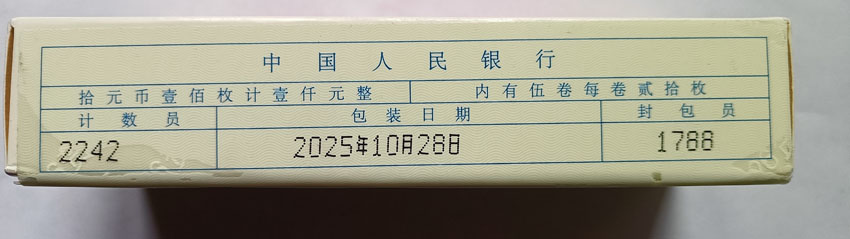 中国人民银行
拾元币壹佰枚计壹仟元整 内有伍卷每卷贰拾枚
计数员 包装日期 封包员
2242 2025年10月28日 1788